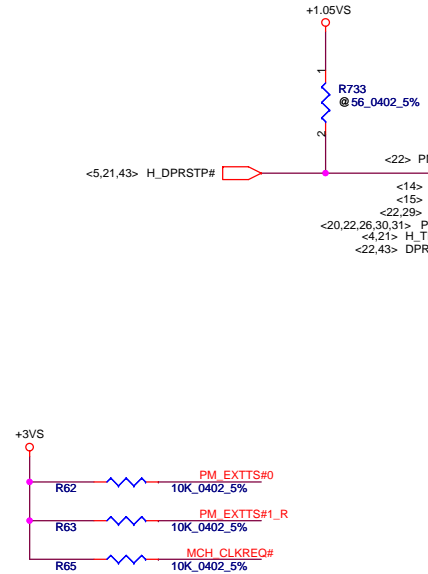 +1.05VS
1
R733
@ 56_0402_5%
2
<5,21,43> H_DPRSTP#
<22> PM
<14>
<15>
<22,29>
<20,22,26,30,31> P
<4,21> H_T
<22,43> DPR
+3VS
PM_EXTTS#0
R62 10K_0402_5%
PM_EXTTS#1_R
R63 10K_0402_5%
MCH_CLKREQ#
R65 10K_0402_5%